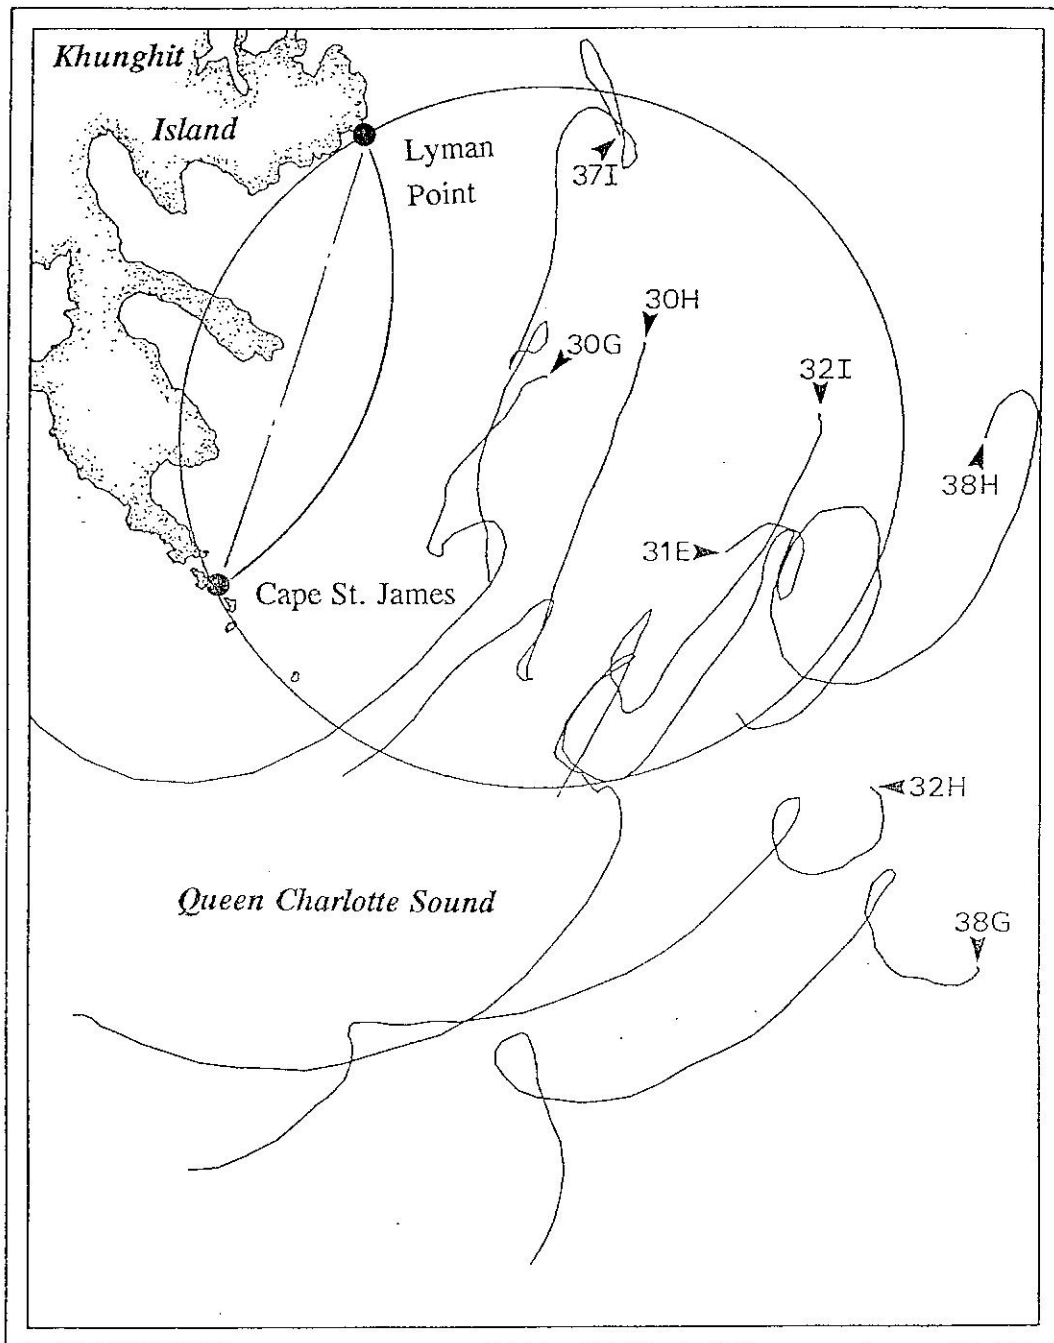 Khunghit
Island
Lyman
Point
37I
30H
30G
32I
38H
31E
Cape St. James
32H
Queen Charlotte Sound
38G